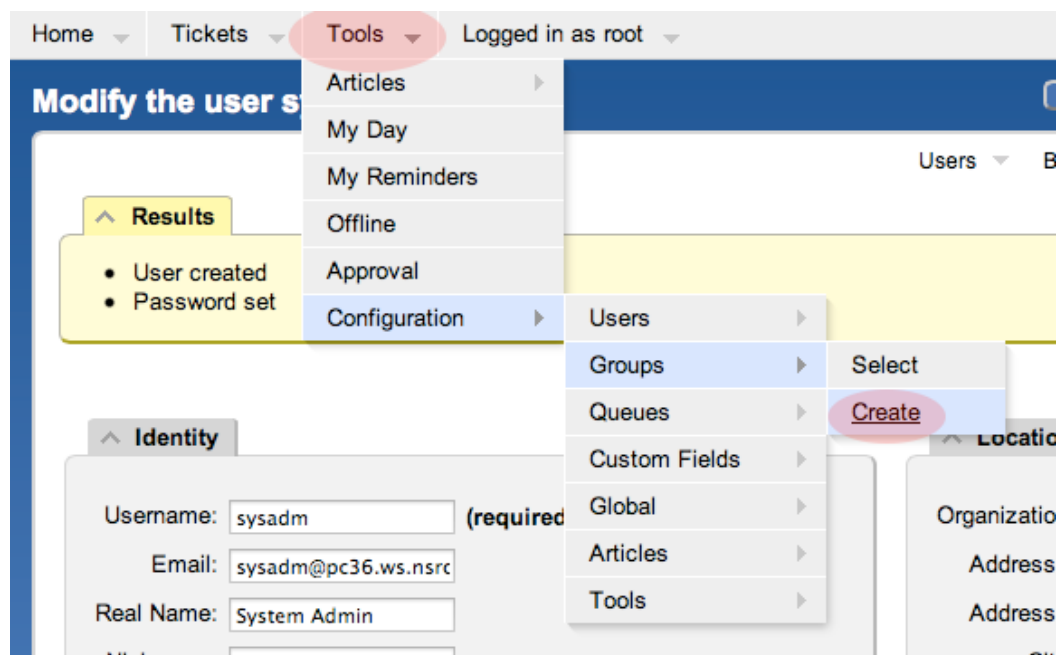 Home Tickets Tools Logged in as root
Articles
Modify the user s
My Day
Users B
My Reminders
Results
Offline
User created
Approval
Password set
Configuration Users
Groups Select
Queues Create
Identity
Custom Fields
Locatio
Username: sysadm (required
Global
Organizatio
Email: sysadm@pc36.ws.nsrc
Articles
Address
Real Name: System Admin
Tools
Address